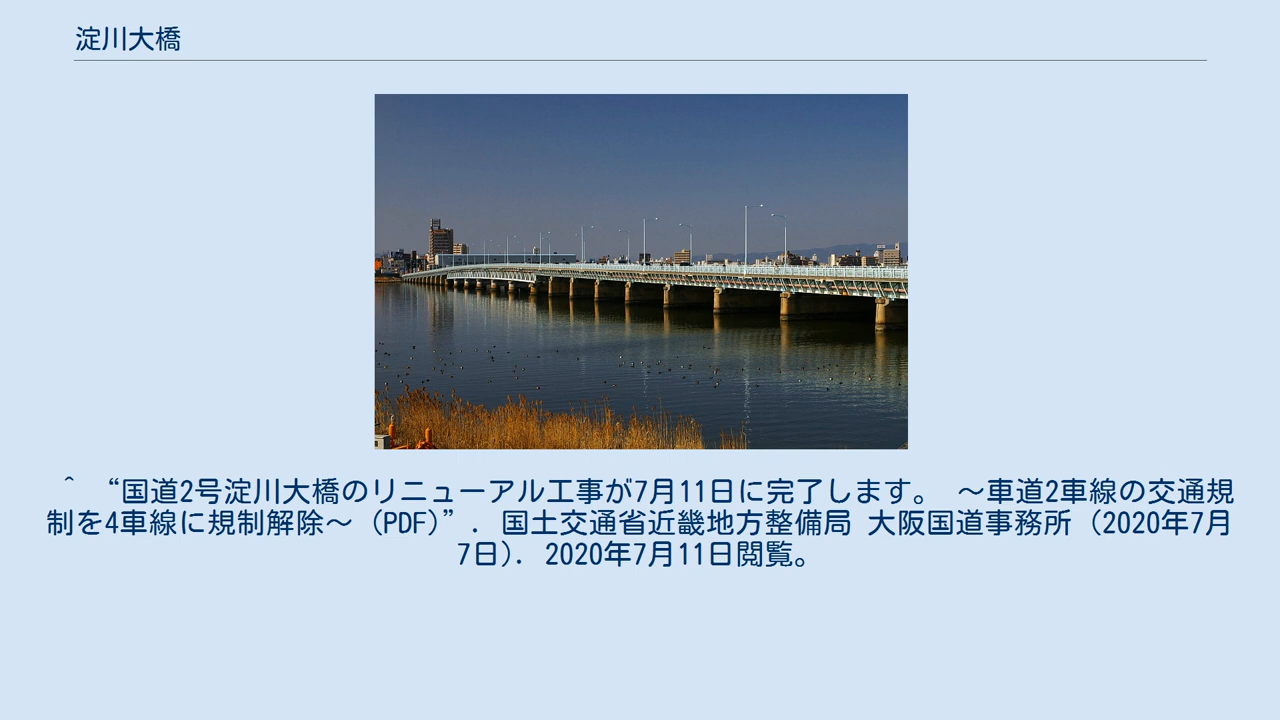 淀川大橋
^ “国道2号淀川大橋のリニューアル工事が7月11日に完了します。 ～車道2車線の交通規
制を4車線に規制解除～ (PDF)”. 国土交通省近畿地方整備局 大阪国道事務所 (2020年7月
7日). 2020年7月11日閲覧。